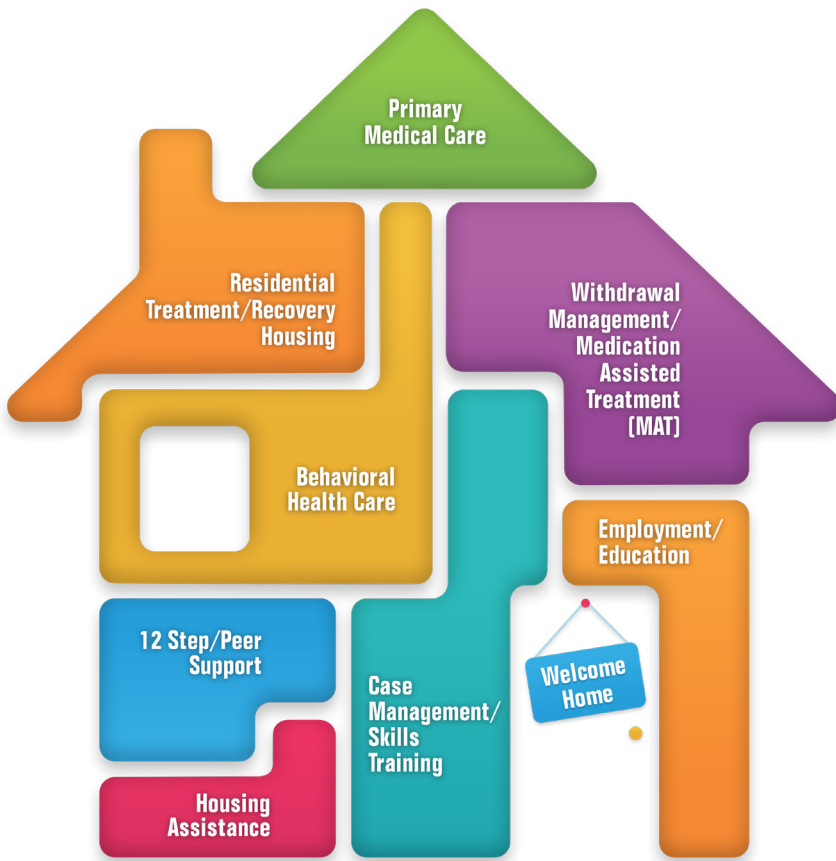 Primary
Medical Care
Residential
Treatment/Recovery
Housing
Withdrawal
Management/
Medication
Assisted
Treatment
(MAT)
Behavioral
Health Care
Employment/
Education
12 Step/Peer
Support
Case
Management/
Skills
Training
Welcome
Home
Housing
Assistance